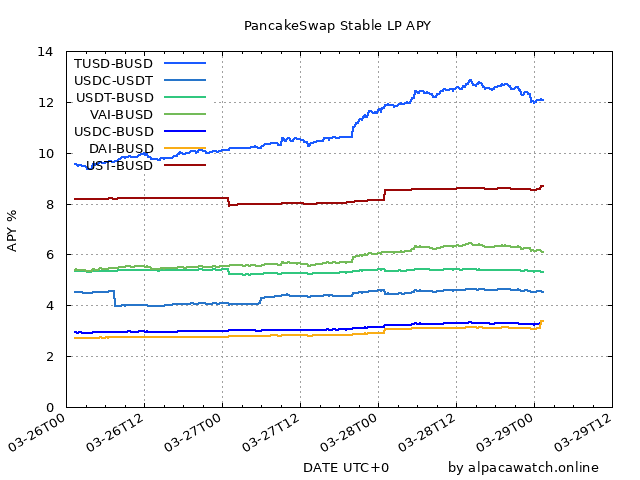 PancakeSwap Stable LP APY
14
12
10
8
6
4
2
0
APY %
TUSD-BUSD
USDC-USDT
USDT-BUSD
VAI-BUSD
USDC-BUSD
DAI-BUSD
UST-BUSD
03-26T00
03-26T12
03-27T00
03-27T12
03-28T00
03-28T12
03-29T00
03-29T12
DATE UTC+0
by alpacawatch.online